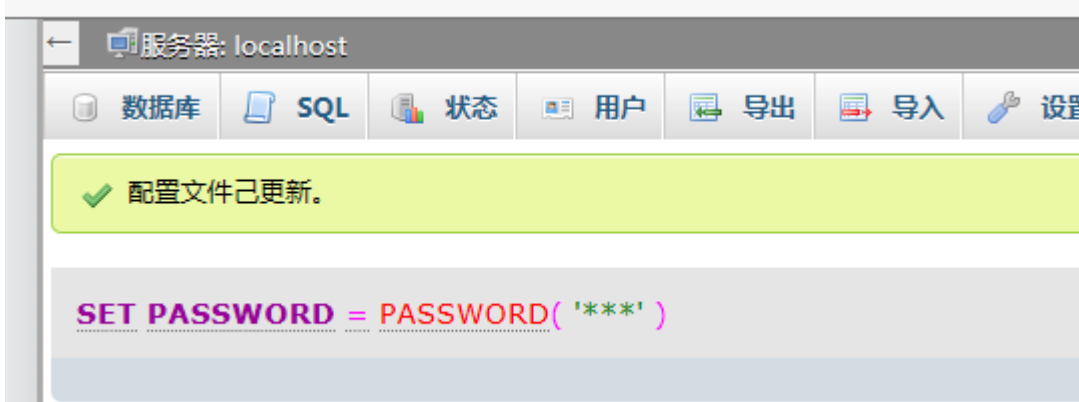 ← 服务器: localhost
数据库 SQL 状态 用户 导出 导入 设置
配置文件己更新。
SET PASSWORD = PASSWORD( '***' )